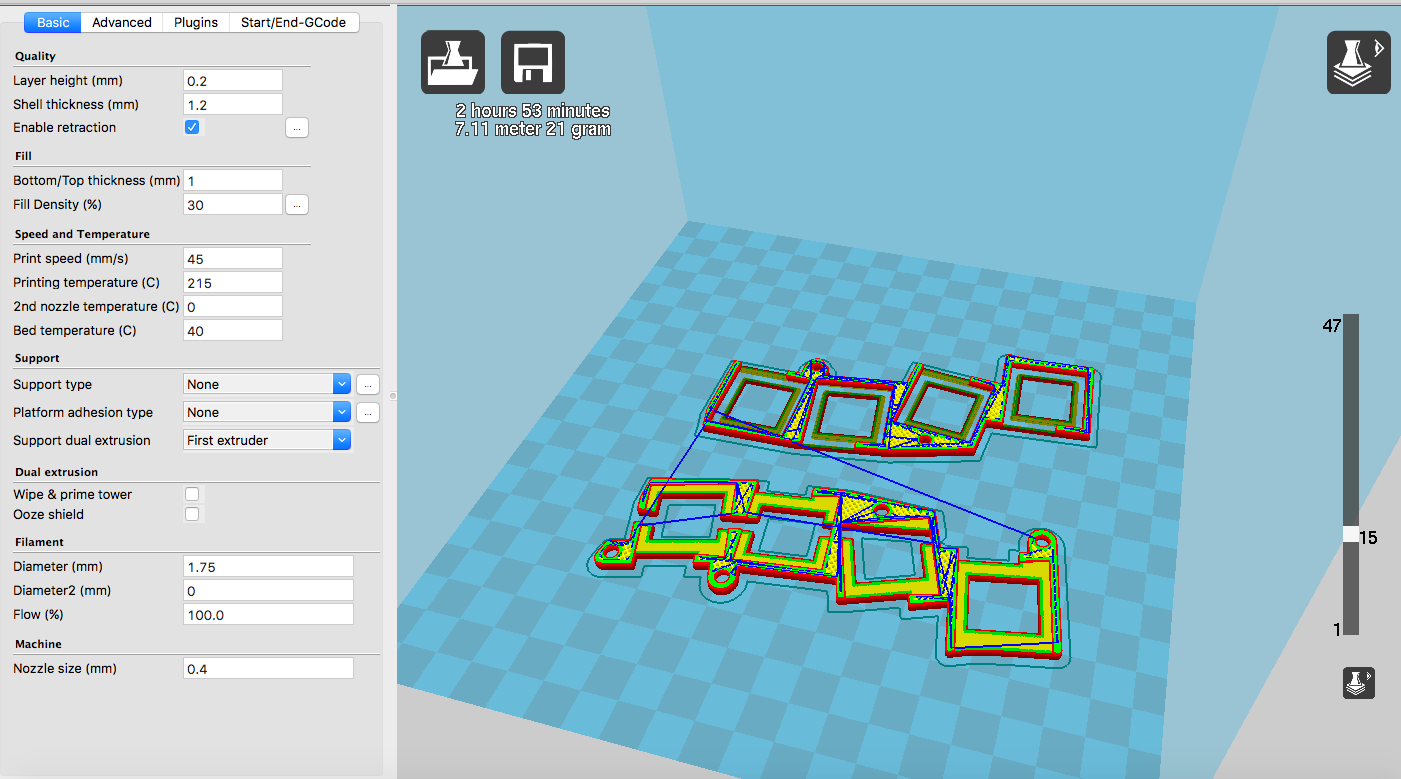 Basic Advanced Plugins Start/End-GCode
Quality
Layer height (mm) 0.2
Shell thickness (mm) 1.2
Enable retraction ...
Fill
Bottom/Top thickness (mm) 1
Fill Density (%) 30 ...
Speed and Temperature
Print speed (mm/s) 45
Printing temperature (C) 215
2nd nozzle temperature (C) 0
Bed temperature (C) 40
Support
Support type None ...
Platform adhesion type None ...
Support dual extrusion First extruder
Dual extrusion
Wipe & prime tower
Ooze shield
Filament
Diameter (mm) 1.75
Diameter2 (mm) 0
Flow (%) 100.0
Machine
Nozzle size (mm) 0.4
2 hours 53 minutes
7.11 meter 21 gram
47
15
1